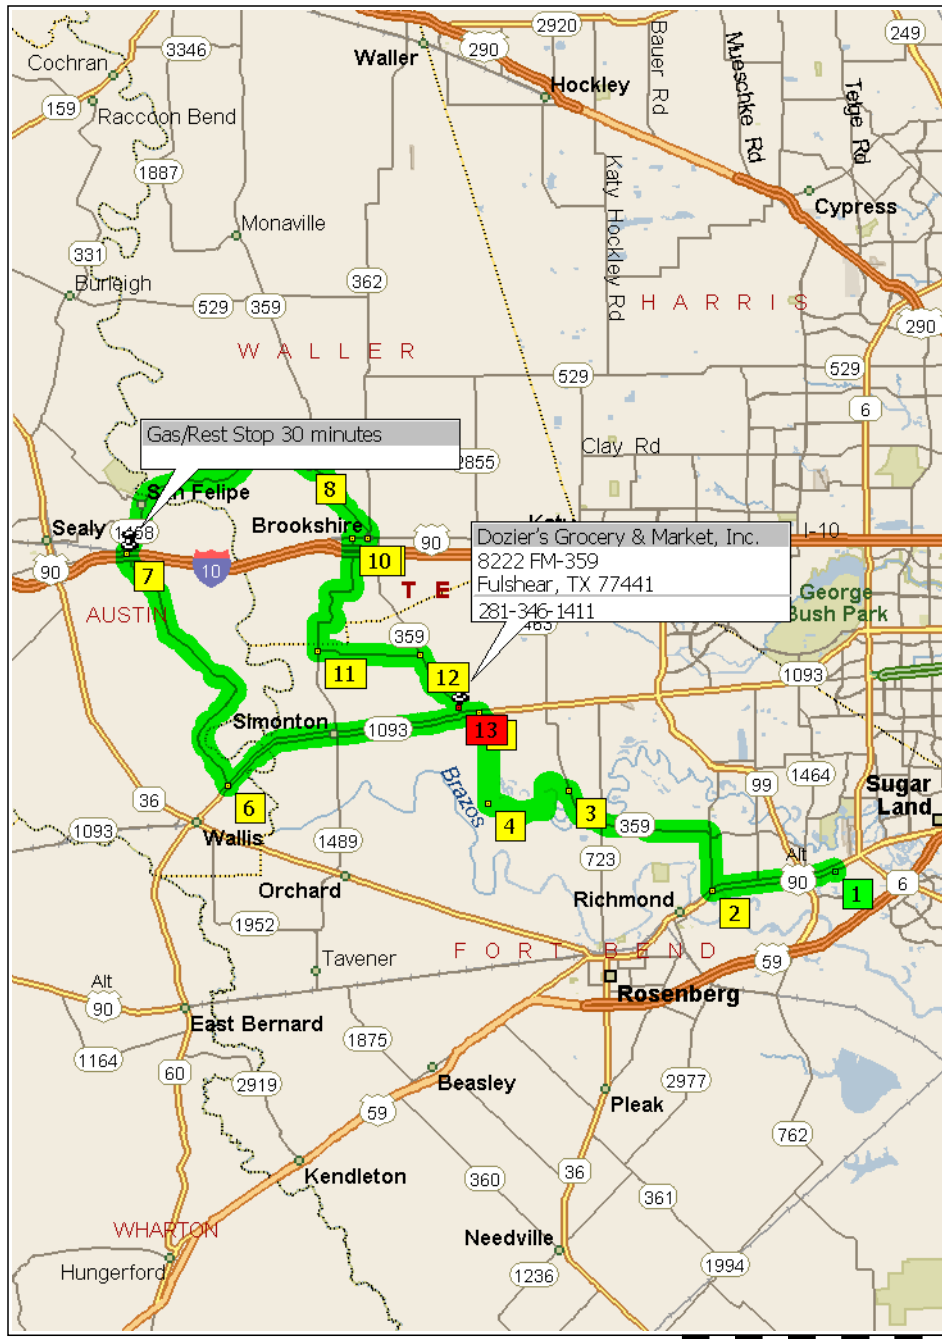 249
2920
290
Waller
Bauer Rd
Mueschke Rd
Telge Rd
3346
Cochran
Hockley
159
Raccoon Bend
1887
Katy Hockley Rd
Cypress
Monaville
331
Burleigh
362
529
359
HARRIS
290
WALLER
529
529
6
Gas/Rest Stop 30 minutes
Clay Rd
2855
8
San Felipe
Sealy
Brookshire
Dozier's Grocery & Market, Inc.
8222 FM-359
Fulshear, TX 77441
281-346-1411
90
I-10
10
90
7
10
TE
George
Bush Park
AUSTIN
359
11
12
1093
Simonton
1093
13
99
1464
Sugar
Land
36
6
Brazos
4
3
359
1093
Wallis
1489
723
Alt
90
6
1
Orchard
Richmond
2
1952
FORT BEND
59
Tavener
Alt
90
Rosenberg
East Bernard
1875
1164
60
2919
Beasley
2977
Pleak
59
762
Kendleton
36
360
361
WHARTON
Needville
Hungerford
1236
1994